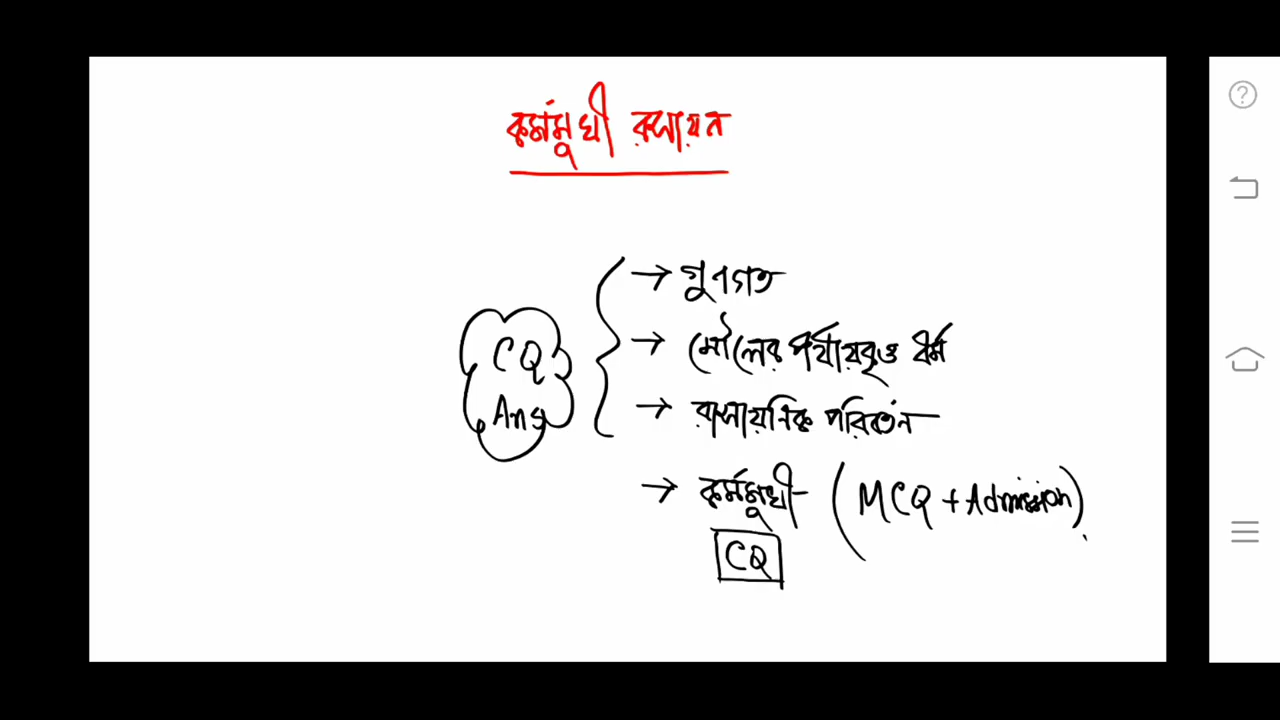 কর্মমুখী রসায়ন
→ গুণগত
→ মৌলের পর্যায়বৃত্ত ধর্ম
CQ
Ans
→ রাসায়নিক পরিবর্তন
→ কর্মমুখী (MCQ + Admission)
CQ